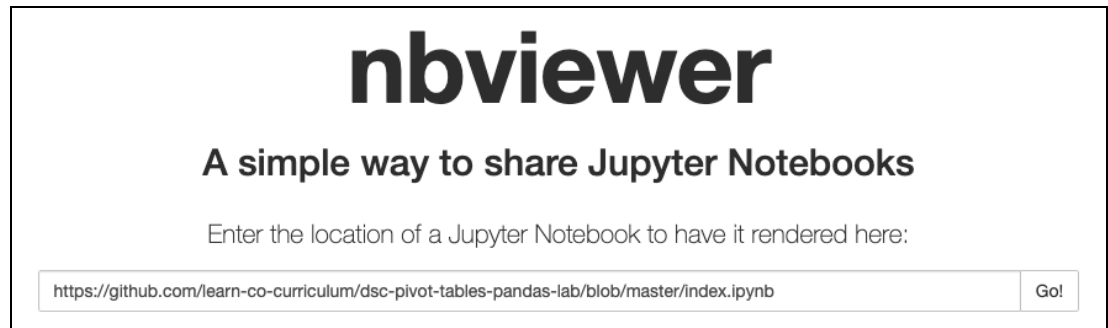 nbviewer
A simple way to share Jupyter Notebooks
Enter the location of a Jupyter Notebook to have it rendered here:
https://github.com/learn-co-curriculum/dsc-pivot-tables-pandas-lab/blob/master/index.ipynb Go!